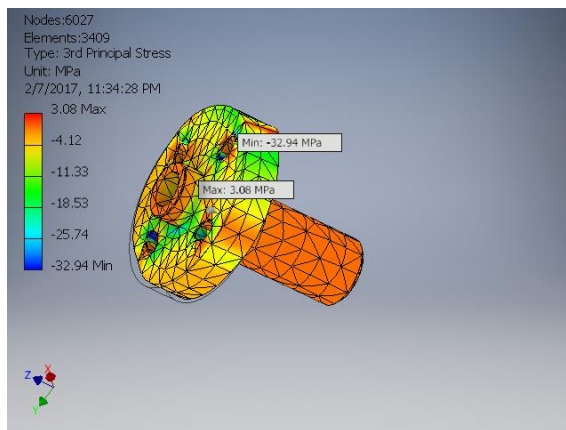 Nodes:6027
Elements:3409
Type: 3rd Principal Stress
Unit: MPa
2/7/2017, 11:34:28 PM
3.08 Max
Min: -32.94 MPa
-4.12
-11.33
Max: 3.08 MPa
-18.53
-25.74
-32.94 Min
Z X
Y